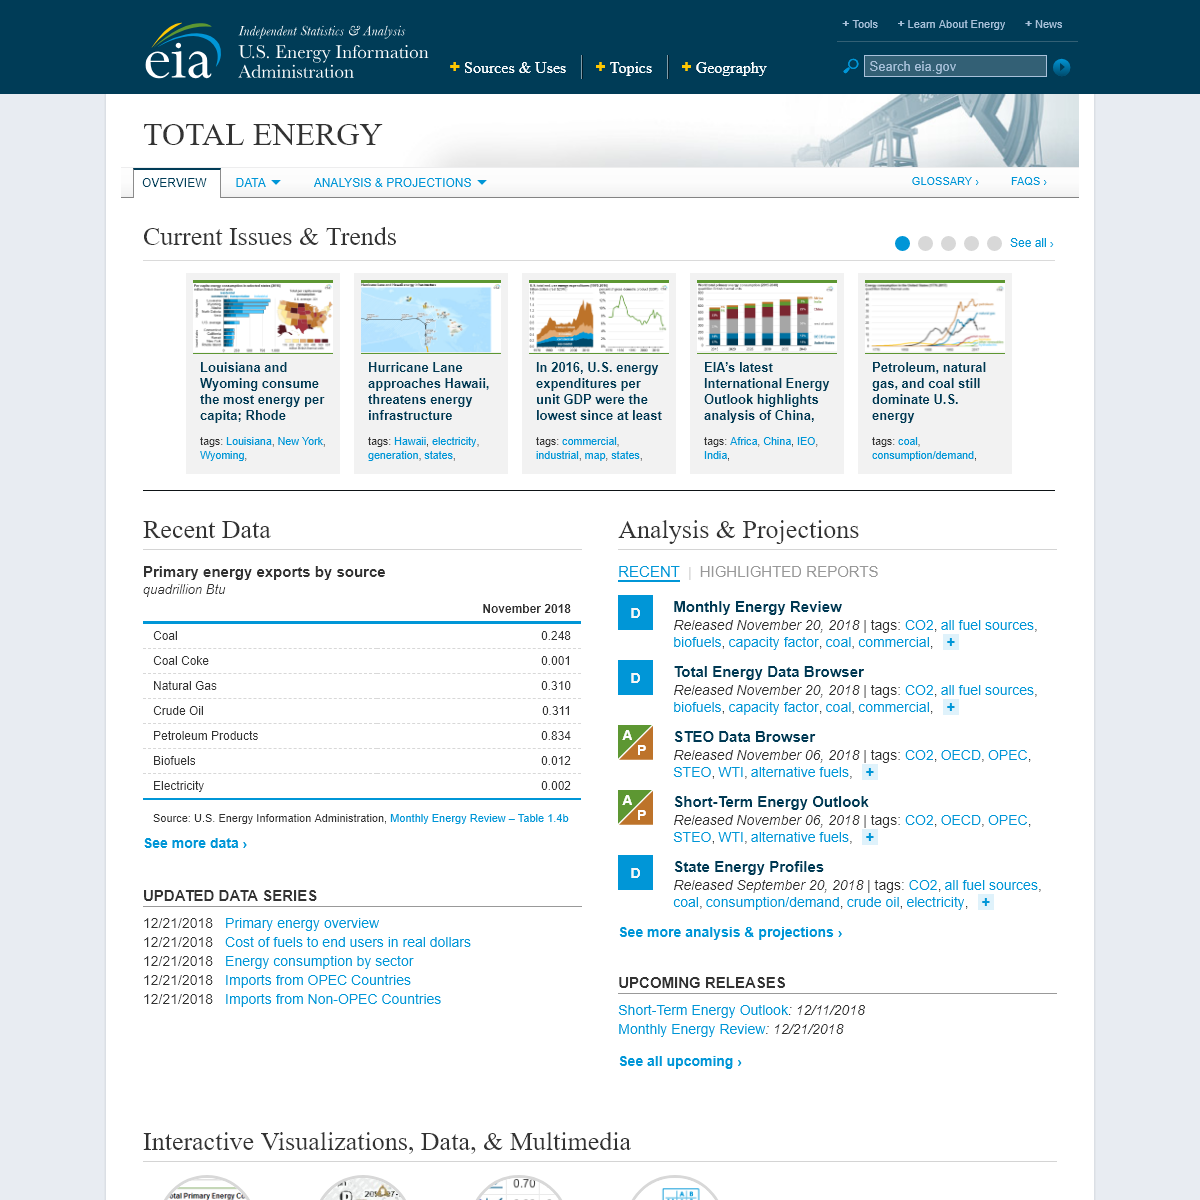 Independent Statistics & Analysis
eia U.S. Energy Information
Administration
+ Tools + Learn About Energy + News
+ Sources & Uses + Topics + Geography
Search eia.gov
TOTAL ENERGY
OVERVIEW DATA ANALYSIS & PROJECTIONS GLOSSARY › FAQS ›
Current Issues & Trends
See all ›
Louisiana and
Wyoming consume
the most energy per
capita; Rhode
tags: Louisiana, New York,
Wyoming,
Hurricane Lane
approaches Hawaii,
threatens energy
infrastructure
tags: Hawaii, electricity,
generation, states,
In 2016, U.S. energy
expenditures per
unit GDP were the
lowest since at least
tags: commercial,
industrial, map, states,
EIA's latest
International Energy
Outlook highlights
analysis of China,
tags: Africa, China, IEO,
India,
Petroleum, natural
gas, and coal still
dominate U.S.
energy
tags: coal,
consumption/demand,
Recent Data
Primary energy exports by source
quadrillion Btu
November 2018
Coal 0.248
Coal Coke 0.001
Natural Gas 0.310
Crude Oil 0.311
Petroleum Products 0.834
Biofuels 0.012
Electricity 0.002
Source: U.S. Energy Information Administration, Monthly Energy Review – Table 1.4b
See more data ›
UPDATED DATA SERIES
12/21/2018 Primary energy overview
12/21/2018 Cost of fuels to end users in real dollars
12/21/2018 Energy consumption by sector
12/21/2018 Imports from OPEC Countries
12/21/2018 Imports from Non-OPEC Countries
Analysis & Projections
RECENT | HIGHLIGHTED REPORTS
D Monthly Energy Review
Released November 20, 2018 | tags: CO2, all fuel sources,
biofuels, capacity factor, coal, commercial, +
D Total Energy Data Browser
Released November 20, 2018 | tags: CO2, all fuel sources,
biofuels, capacity factor, coal, commercial, +
A P STEO Data Browser
Released November 06, 2018 | tags: CO2, OECD, OPEC,
STEO, WTI, alternative fuels, +
A P Short-Term Energy Outlook
Released November 06, 2018 | tags: CO2, OECD, OPEC,
STEO, WTI, alternative fuels, +
D State Energy Profiles
Released September 20, 2018 | tags: CO2, all fuel sources,
coal, consumption/demand, crude oil, electricity, +
See more analysis & projections ›
UPCOMING RELEASES
Short-Term Energy Outlook: 12/11/2018
Monthly Energy Review: 12/21/2018
See all upcoming ›
Interactive Visualizations, Data, & Multimedia
0.70